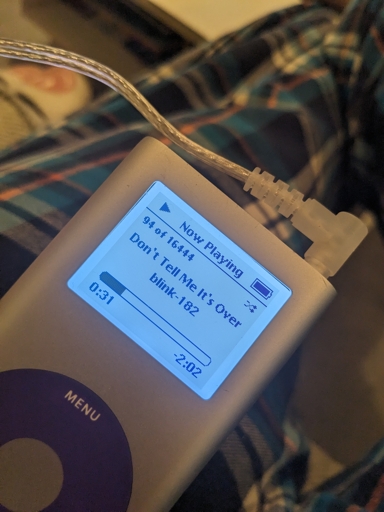 Now Playing
94 of 16444
Don't Tell Me It's Over
blink-182
0:31
-2:02
MENU